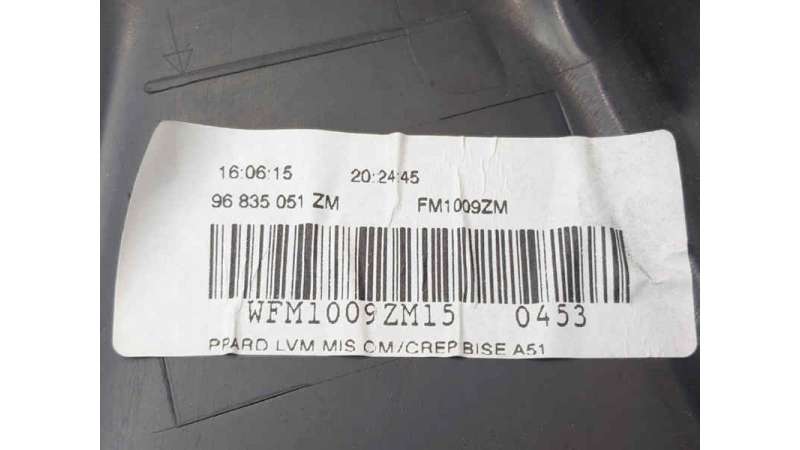 16:06:15 20:24:45
96 835 051 ZM FM1009ZM
WFM1009ZM15 0453
PPARD LVM MIS CM/CREP BISE A51